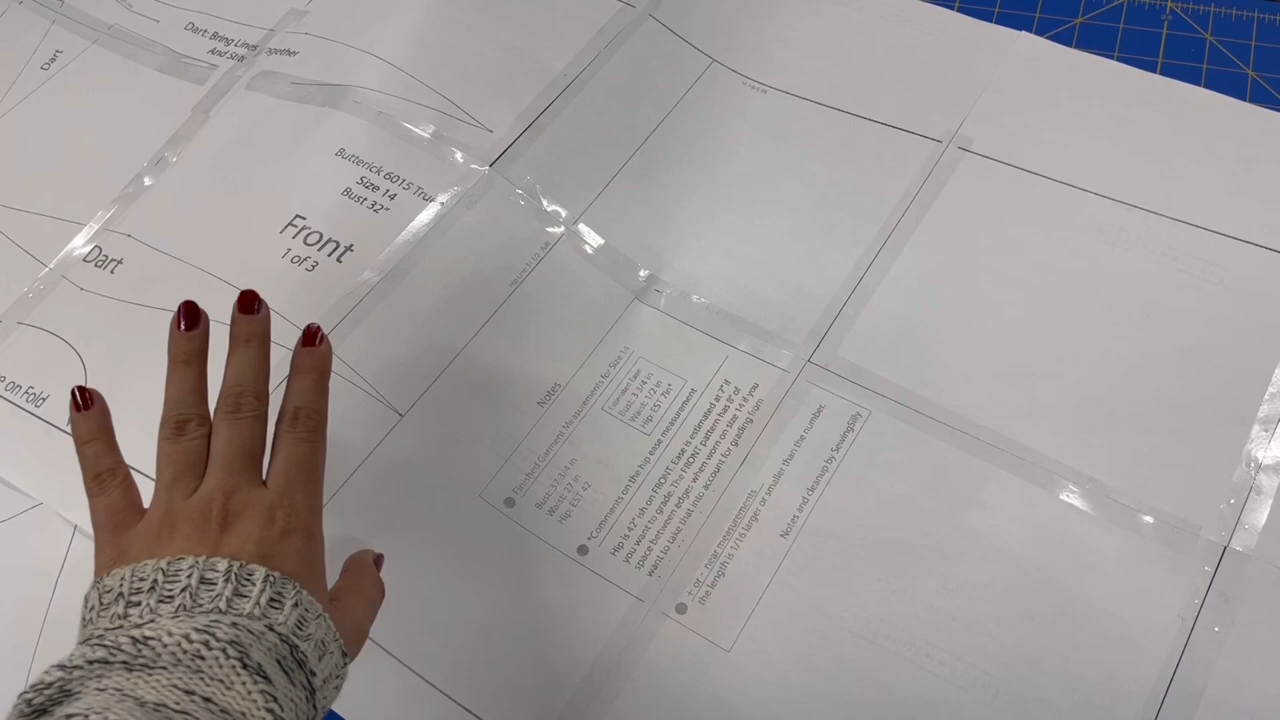 Dart
Dart: Bring Lines Together
And Stitch
Butterick 6015 Tru
Size 14
Bust 32"
Front
1 of 3
Dart
e on Fold
Notes
Finished Garment Measurements for Size 14
Bust: 37 3/4 in
Waist: 27 in
Hip: EST 42
Estimated Ease:
Bust: 3 3/4 in
Waist: 1/2 in
Hip: EST 7in*
*Comments on the hip ease measurement
Hip is 42" ish on FRONT. Ease is estimated at 7" if
you want to grade. The FRONT pattern has 8" of
space between edges when worn on size 14 if you
want to take that into account for grading from
+ or - near measurements
the length is 1/16 larger or smaller than the number.
Notes and cleanup by SewingSilly